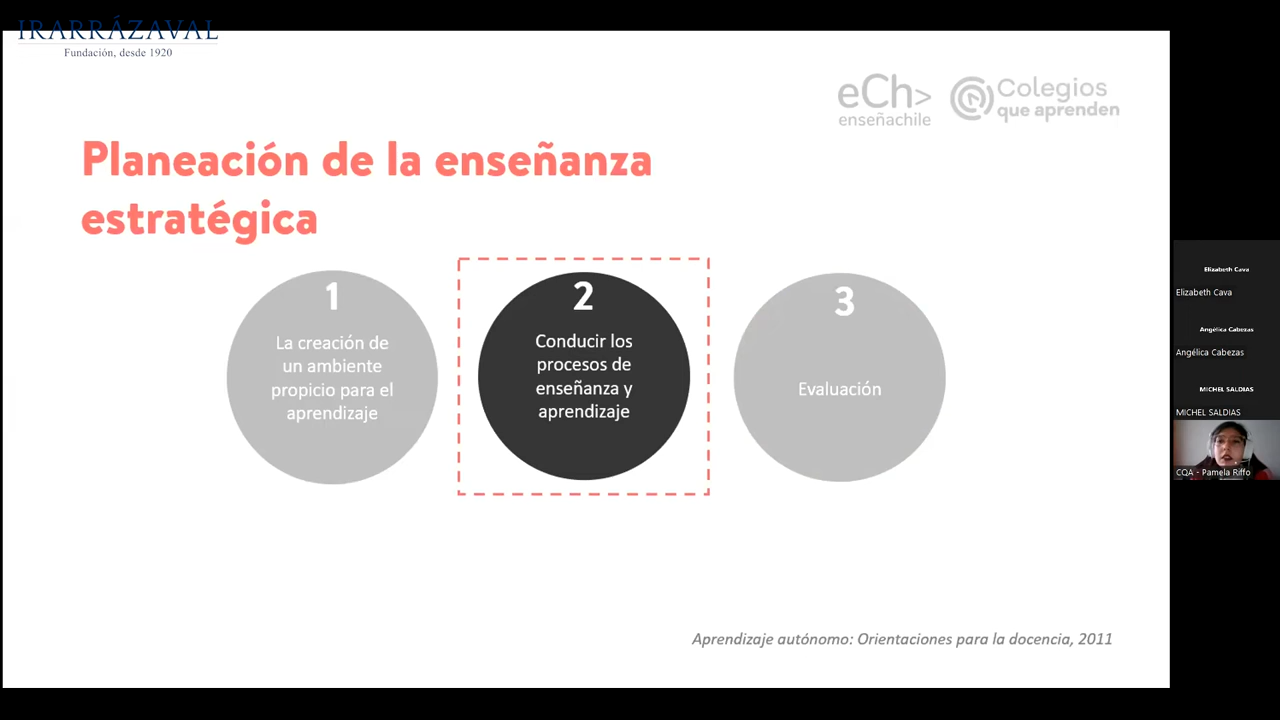 IRARRÁZAVAL
Fundación, desde 1920
eCh>
enseñachile
Colegios
que aprenden
Planeación de la enseñanza
estratégica
1
La creación de
un ambiente
propicio para el
aprendizaje
2
Conducir los
procesos de
enseñanza y
aprendizaje
3
Evaluación
Aprendizaje autónomo: Orientaciones para la docencia, 2011
Elizabeth Cava
Elizabeth Cava
Angélica Cabezas
Angélica Cabezas
MICHEL SALDIAS
MICHEL SALDIAS
CQA - Pamela Riffo